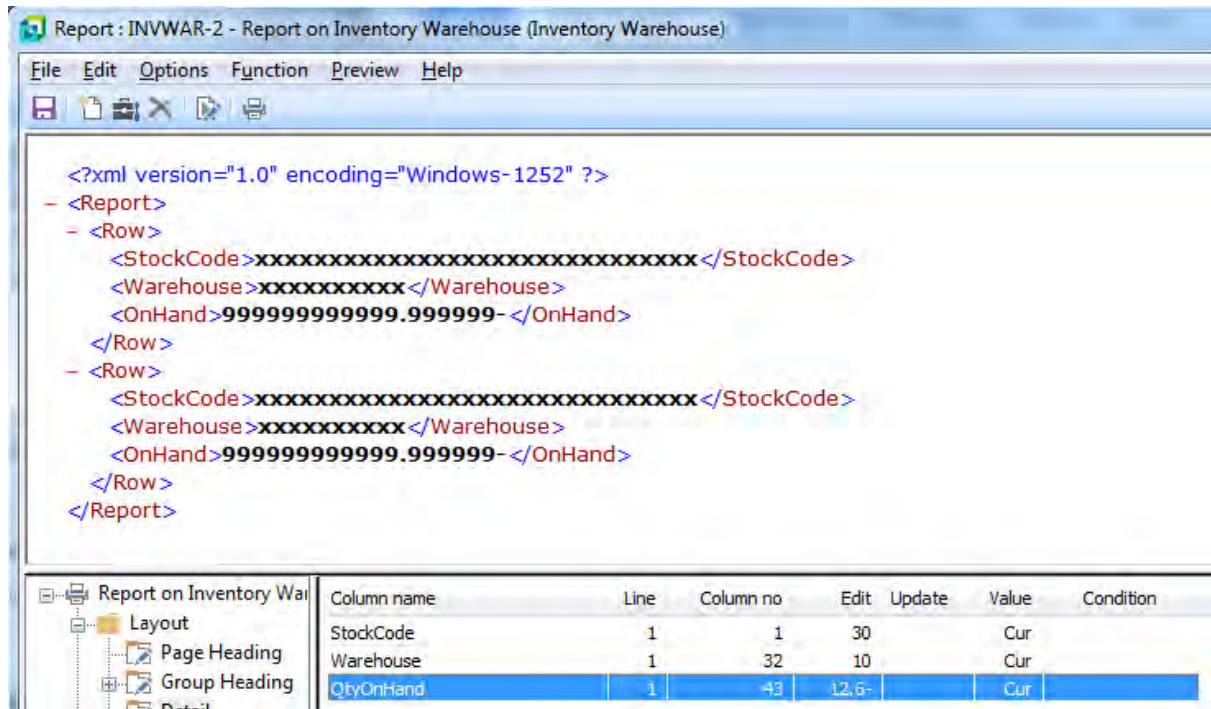 Report : INVWAR-2 - Report on Inventory Warehouse (Inventory Warehouse)
File Edit Options Function Preview Help
<?xml version="1.0" encoding="Windows-1252" ?>
– <Report>
– <Row>
<StockCode>xxxxxxxxxxxxxxxxxxxxxxxxxxxxxx</StockCode>
<Warehouse>xxxxxxxxxx</Warehouse>
<OnHand>999999999999.999999-</OnHand>
</Row>
– <Row>
<StockCode>xxxxxxxxxxxxxxxxxxxxxxxxxxxxxx</StockCode>
<Warehouse>xxxxxxxxxx</Warehouse>
<OnHand>999999999999.999999-</OnHand>
</Row>
</Report>
Report on Inventory War
Layout
Page Heading
Group Heading
Detail
Column name Line Column no Edit Update Value Condition
StockCode 1 1 30 Cur
Warehouse 1 32 10 Cur
QtyOnHand 1 43 12.6- Cur